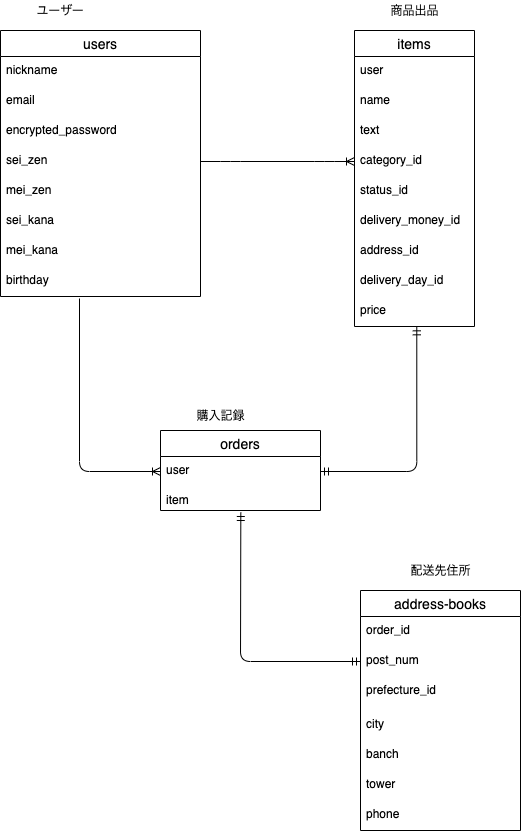 ユーザー
users
nickname
email
encrypted_password
sei_zen
mei_zen
sei_kana
mei_kana
birthday
商品出品
items
user
name
text
category_id
status_id
delivery_money_id
address_id
delivery_day_id
price
購入記録
orders
user
item
配送先住所
address-books
order_id
post_num
prefecture_id
city
banch
tower
phone